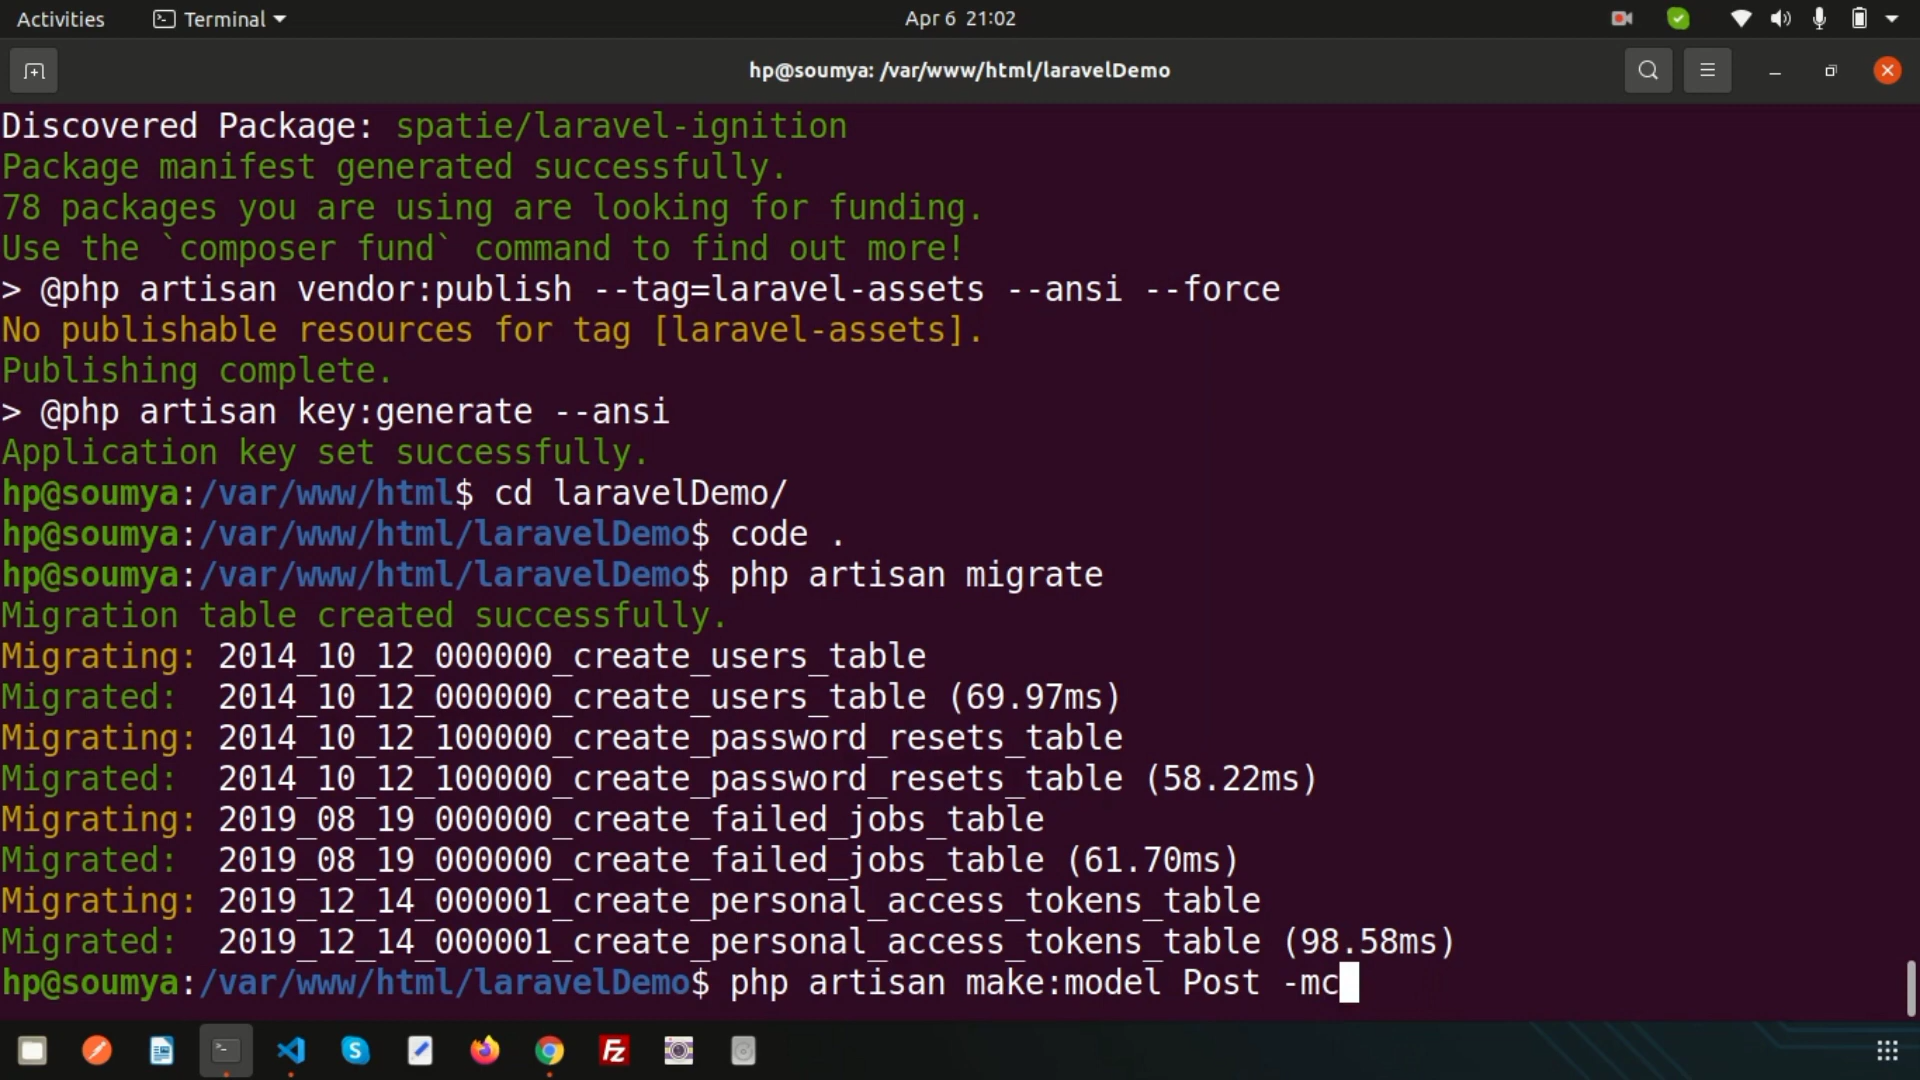 Activities Terminal Apr 6 21:02
hp@soumya: /var/www/html/laravelDemo
Discovered Package: spatie/laravel-ignition
Package manifest generated successfully.
78 packages you are using are looking for funding.
Use the `composer fund` command to find out more!
> @php artisan vendor:publish --tag=laravel-assets --ansi --force
No publishable resources for tag [laravel-assets].
Publishing complete.
> @php artisan key:generate --ansi
Application key set successfully.
hp@soumya:/var/www/html$ cd laravelDemo/
hp@soumya:/var/www/html/laravelDemo$ code .
hp@soumya:/var/www/html/laravelDemo$ php artisan migrate
Migration table created successfully.
Migrating: 2014_10_12_000000_create_users_table
Migrated:  2014_10_12_000000_create_users_table (69.97ms)
Migrating: 2014_10_12_100000_create_password_resets_table
Migrated:  2014_10_12_100000_create_password_resets_table (58.22ms)
Migrating: 2019_08_19_000000_create_failed_jobs_table
Migrated:  2019_08_19_000000_create_failed_jobs_table (61.70ms)
Migrating: 2019_12_14_000001_create_personal_access_tokens_table
Migrated:  2019_12_14_000001_create_personal_access_tokens_table (98.58ms)
hp@soumya:/var/www/html/laravelDemo$ php artisan make:model Post -mc